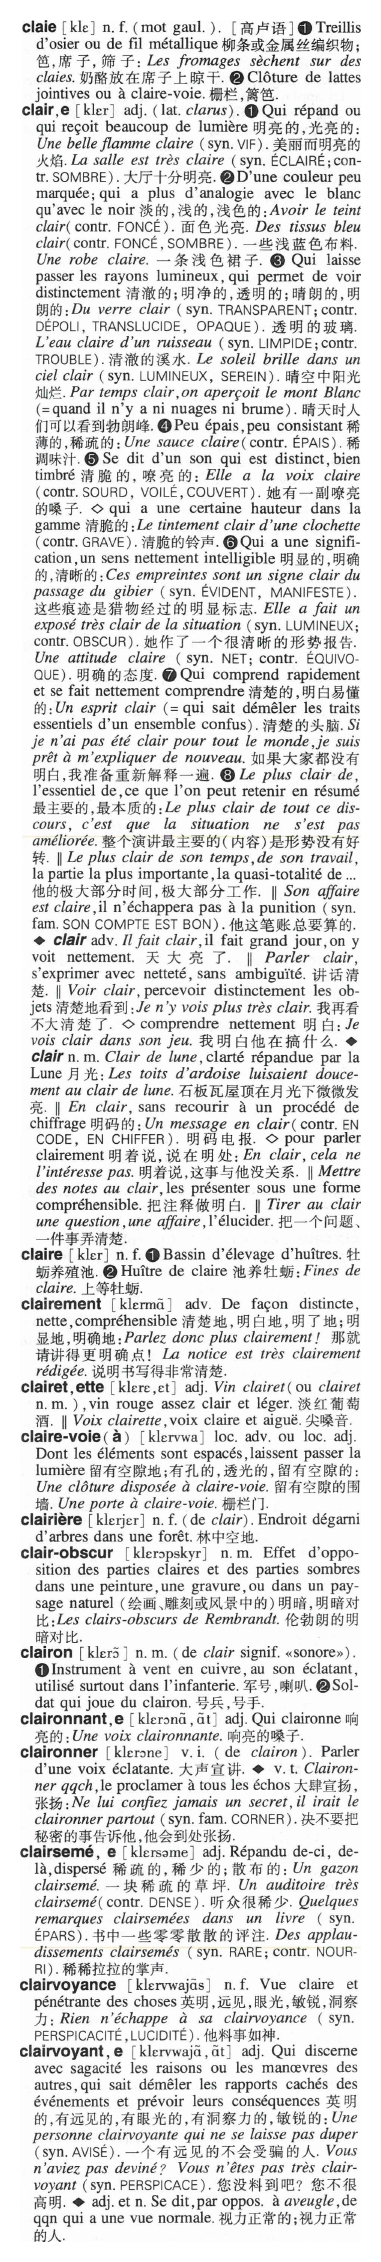 claie [klɛ] n. f. (mot gaul.). [高卢语] ❶ Treillis
d'osier ou de fil métallique 柳条或金属丝编织物;
笆, 席子, 筛子: Les fromages sèchent sur des
claies. 奶酪放在席子上晾干. ❷ Clôture de lattes
jointives ou à claire-voie. 栅栏, 篱笆.
clair, e [klɛr] adj. (lat. clarus). ❶ Qui répand ou
qui reçoit beaucoup de lumière 明亮的, 光亮的:
Une belle flamme claire (syn. VIF). 美丽而明亮的
火焰. La salle est très claire (syn. ÉCLAIRÉ; con-
tr. SOMBRE). 大厅十分明亮. ❷ D'une couleur peu
marquée; qui a plus d'analogie avec le blanc
qu'avec le noir 淡的, 浅的, 浅色的: Avoir le teint
clair (contr. FONCÉ). 面色光亮. Des tissus bleu
clair (contr. FONCÉ, SOMBRE). 一些浅蓝色布料.
Une robe claire. 一条浅色裙子. ❸ Qui laisse
passer les rayons lumineux, qui permet de voir
distinctement 清澈的; 明净的, 透明的; 晴朗的, 明
朗的: Du verre clair (syn. TRANSPARENT; contr.
DÉPOLI, TRANSLUCIDE, OPAQUE). 透明的玻璃.
L'eau claire d'un ruisseau (syn. LIMPIDE; contr.
TROUBLE). 清澈的溪水. Le soleil brille dans un
ciel clair (syn. LUMINEUX, SEREIN). 晴空中阳光
灿烂. Par temps clair, on aperçoit le mont Blanc
(= quand il n'y a ni nuages ni brume). 晴天时人
们可以看到勃朗峰. ❹ Peu épais, peu consistant 稀
薄的, 稀疏的: Une sauce claire (contr. ÉPAIS). 稀
调味汁. ❺ Se dit d'un son qui est distinct, bien
timbré 清脆的, 嘹亮的: Elle a la voix claire
(contr. SOURD, VOILÉ, COUVERT). 她有一副嘹亮
的嗓子. ◇ qui a une certaine hauteur dans la
gamme 清脆的: Le tintement clair d'une clochette
(contr. GRAVE). 清脆的铃声. ❻ Qui a une signifi-
cation, un sens nettement intelligible 明显的, 明确
的, 清晰的: Ces empreintes sont un signe clair du
passage du gibier (syn. ÉVIDENT, MANIFESTE).
这些痕迹是猎物经过的明显标志. Elle a fait un
exposé très clair de la situation (syn. LUMINEUX;
contr. OBSCUR). 她作了一个很清晰的形势报告.
Une attitude claire (syn. NET; contr. ÉQUIVO-
QUE). 明确的态度. ❼ Qui comprend rapidement
et se fait nettement comprendre 清楚的, 明白易懂
的: Un esprit clair (= qui sait démêler les traits
essentiels d'un ensemble confus). 清楚的头脑. Si
je n'ai pas été clair pour tout le monde, je suis
prêt à m'expliquer de nouveau. 如果大家都没有
明白, 我准备重新解释一遍. ❽ Le plus clair de,
l'essentiel de, ce que l'on peut retenir en résumé
最主要的, 最本质的: Le plus clair de tout ce dis-
cours, c'est que la situation ne s'est pas
améliorée. 整个演讲最主要的(内容)是形势没有好
转. ‖ Le plus clair de son temps, de son travail,
la partie la plus importante, la quasi-totalité de ...
他的极大部分时间, 极大部分工作. ‖ Son affaire
est claire, il n'échappera pas à la punition (syn.
fam. SON COMPTE EST BON). 他这笔账总要算的.
◆ clair adv. Il fait clair, il fait grand jour, on y
voit nettement. 天大亮了. ‖ Parler clair,
s'exprimer avec netteté, sans ambiguïté. 讲话清
楚. ‖ Voir clair, percevoir distinctement les ob-
jets 清楚地看到: Je n'y vois plus très clair. 我再看
不大清楚了. ◇ comprendre nettement 明白: Je
vois clair dans son jeu. 我明白他在搞什么. ◆
clair n. m. Clair de lune, clarté répandue par la
Lune 月光: Les toits d'ardoise luisaient douce-
ment au clair de lune. 石板瓦屋顶在月光下微微发
亮. ‖ En clair, sans recourir à un procédé de
chiffrage 明码的: Un message en clair (contr. EN
CODE, EN CHIFFER). 明码电报. ◇ pour parler
clairement 明着说, 说在明处: En clair, cela ne
l'intéresse pas. 明着说, 这事与他没关系. ‖ Mettre
des notes au clair, les présenter sous une forme
compréhensible. 把注释做明白. ‖ Tirer au clair
une question, une affaire, l'élucider. 把一个问题、
一件事弄清楚.
claire [klɛr] n. f. ❶ Bassin d'élevage d'huîtres. 牡
蛎养殖池. ❷ Huître de claire 池养牡蛎: Fines de
claire. 上等牡蛎.
clairement [klɛrmã] adv. De façon distincte,
nette, compréhensible 清楚地, 明白地, 明了地; 明
显地, 明确地: Parlez donc plus clairement! 那就
请讲得更明确点! La notice est très clairement
rédigée. 说明书写得非常清楚.
clairet, ette [klɛrɛ, ɛt] adj. Vin clairet (ou clairet
n. m.), vin rouge assez clair et léger. 淡红葡萄
酒. ‖ Voix clairette, voix claire et aiguë. 尖嗓音.
claire-voie (à) [klɛrvwa] loc. adv. ou loc. adj.
Dont les éléments sont espacés, laissent passer la
lumière 留有空隙地; 有孔的, 透光的, 留有空隙的:
Une clôture disposée à claire-voie. 留有空隙的围
墙. Une porte à claire-voie. 栅栏门.
clairière [klɛrjɛr] n. f. (de clair). Endroit dégarni
d'arbres dans une forêt. 林中空地.
clair-obscur [klɛrɔpskyr] n. m. Effet d'oppo-
sition des parties claires et des parties sombres
dans une peinture, une gravure, ou dans un pay-
sage naturel (绘画、雕刻或风景中的) 明暗, 明暗对
比: Les clairs-obscurs de Rembrandt. 伦勃朗的明
暗对比.
clairon [klɛrɔ̃] n. m. (de clair signif. «sonore»).
❶ Instrument à vent en cuivre, au son éclatant,
utilisé surtout dans l'infanterie. 军号, 喇叭. ❷ Sol-
dat qui joue du clairon. 号兵, 号手.
claironnant, e [klɛrɔnã, ãt] adj. Qui claironne 响
亮的: Une voix claironnante. 响亮的嗓子.
claironner [klɛrɔne] v. i. (de clairon). Parler
d'une voix éclatante. 大声宣讲. ◆ v. t. Clairon-
ner qqch, le proclamer à tous les échos 大肆宣扬,
张扬: Ne lui confiez jamais un secret, il irait le
claironner partout (syn. fam. CORNER). 决不要把
秘密的事告诉他, 他会到处张扬.
clairsemé, e [klɛrsəme] adj. Répandu de-ci, de-
là, dispersé 稀疏的, 稀少的; 散布的: Un gazon
clairsemé. 一块稀疏的草坪. Un auditoire très
clairsemé (contr. DENSE). 听众很稀少. Quelques
remarques clairsemées dans un livre (syn.
ÉPARS). 书中一些零零散散的评注. Des applau-
dissements clairsemés (syn. RARE; contr. NOUR-
RI). 稀稀拉拉的掌声.
clairvoyance [klɛrvwajãs] n. f. Vue claire et
pénétrante des choses 英明, 远见, 眼光, 敏锐, 洞察
力: Rien n'échappe à sa clairvoyance (syn.
PERSPICACITÉ, LUCIDITÉ). 他料事如神.
clairvoyant, e [klɛrvwajã, ãt] adj. Qui discerne
avec sagacité les raisons ou les manœuvres des
autres, qui sait démêler les rapports cachés des
événements et prévoir leurs conséquences 英明
的, 有远见的, 有眼光的, 有洞察力的, 敏锐的: Une
personne clairvoyante qui ne se laisse pas duper
(syn. AVISÉ). 一个有远见的不会受骗的人. Vous
n'aviez pas deviné? Vous n'êtes pas très clair-
voyant (syn. PERSPICACE). 您没料到吧? 您不很
高明. ◆ adj. et n. Se dit, par oppos. à aveugle, de
qqn qui a une vue normale. 视力正常的; 视力正常
的人.